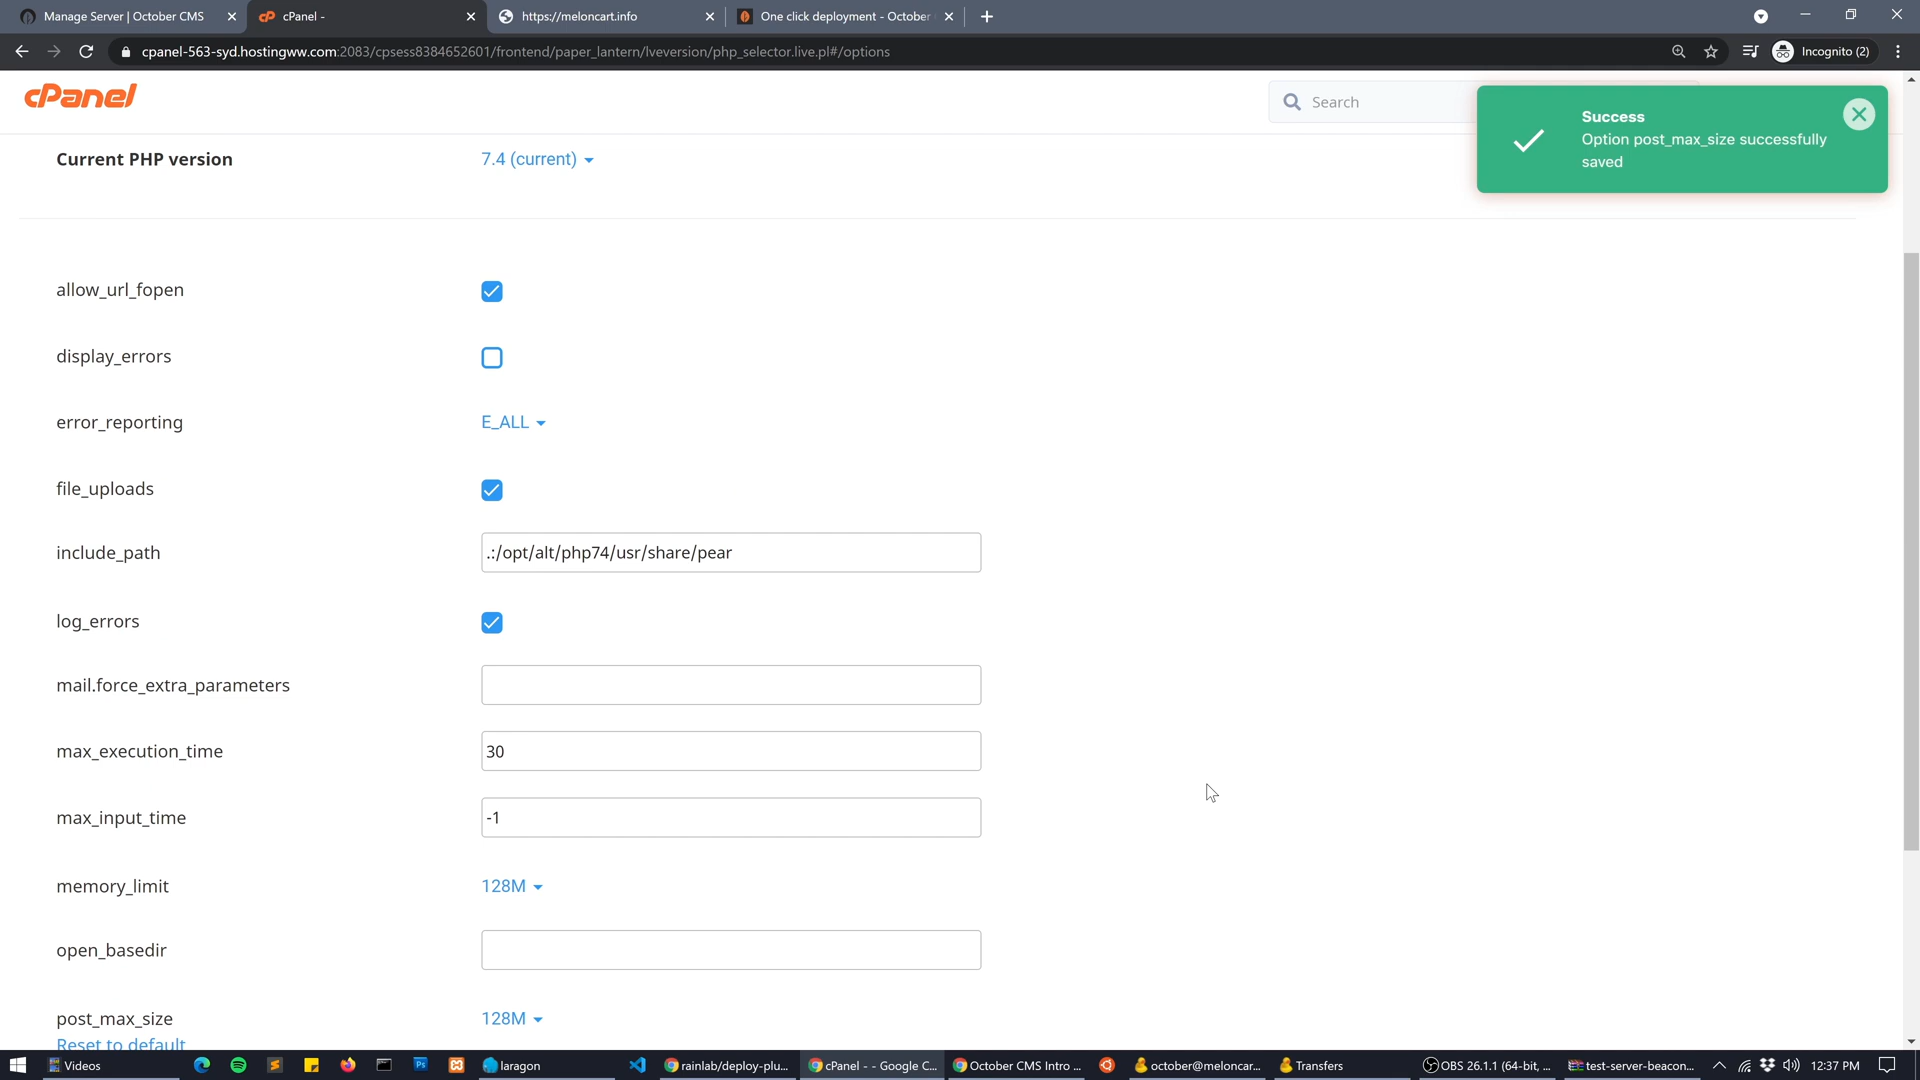 Manage Server | October CMS
cPanel -
https://meloncart.info
One click deployment - October
cpanel-563-syd.hostingww.com:2083/cpsess8384652601/frontend/paper_lantern/lveversion/php_selector.live.pl#/options
Incognito (2)
cPanel
Search
Success
Option post_max_size successfully
saved
Current PHP version
7.4 (current)
allow_url_fopen
display_errors
error_reporting
E_ALL
file_uploads
include_path
.:/opt/alt/php74/usr/share/pear
log_errors
mail.force_extra_parameters
max_execution_time
30
max_input_time
-1
memory_limit
128M
open_basedir
post_max_size
128M
Reset to default
Videos
laragon
rainlab/deploy-plu...
cPanel - - Google C...
October CMS Intro ...
october@meloncar...
Transfers
OBS 26.1.1 (64-bit, ...
test-server-beacon...
12:37 PM